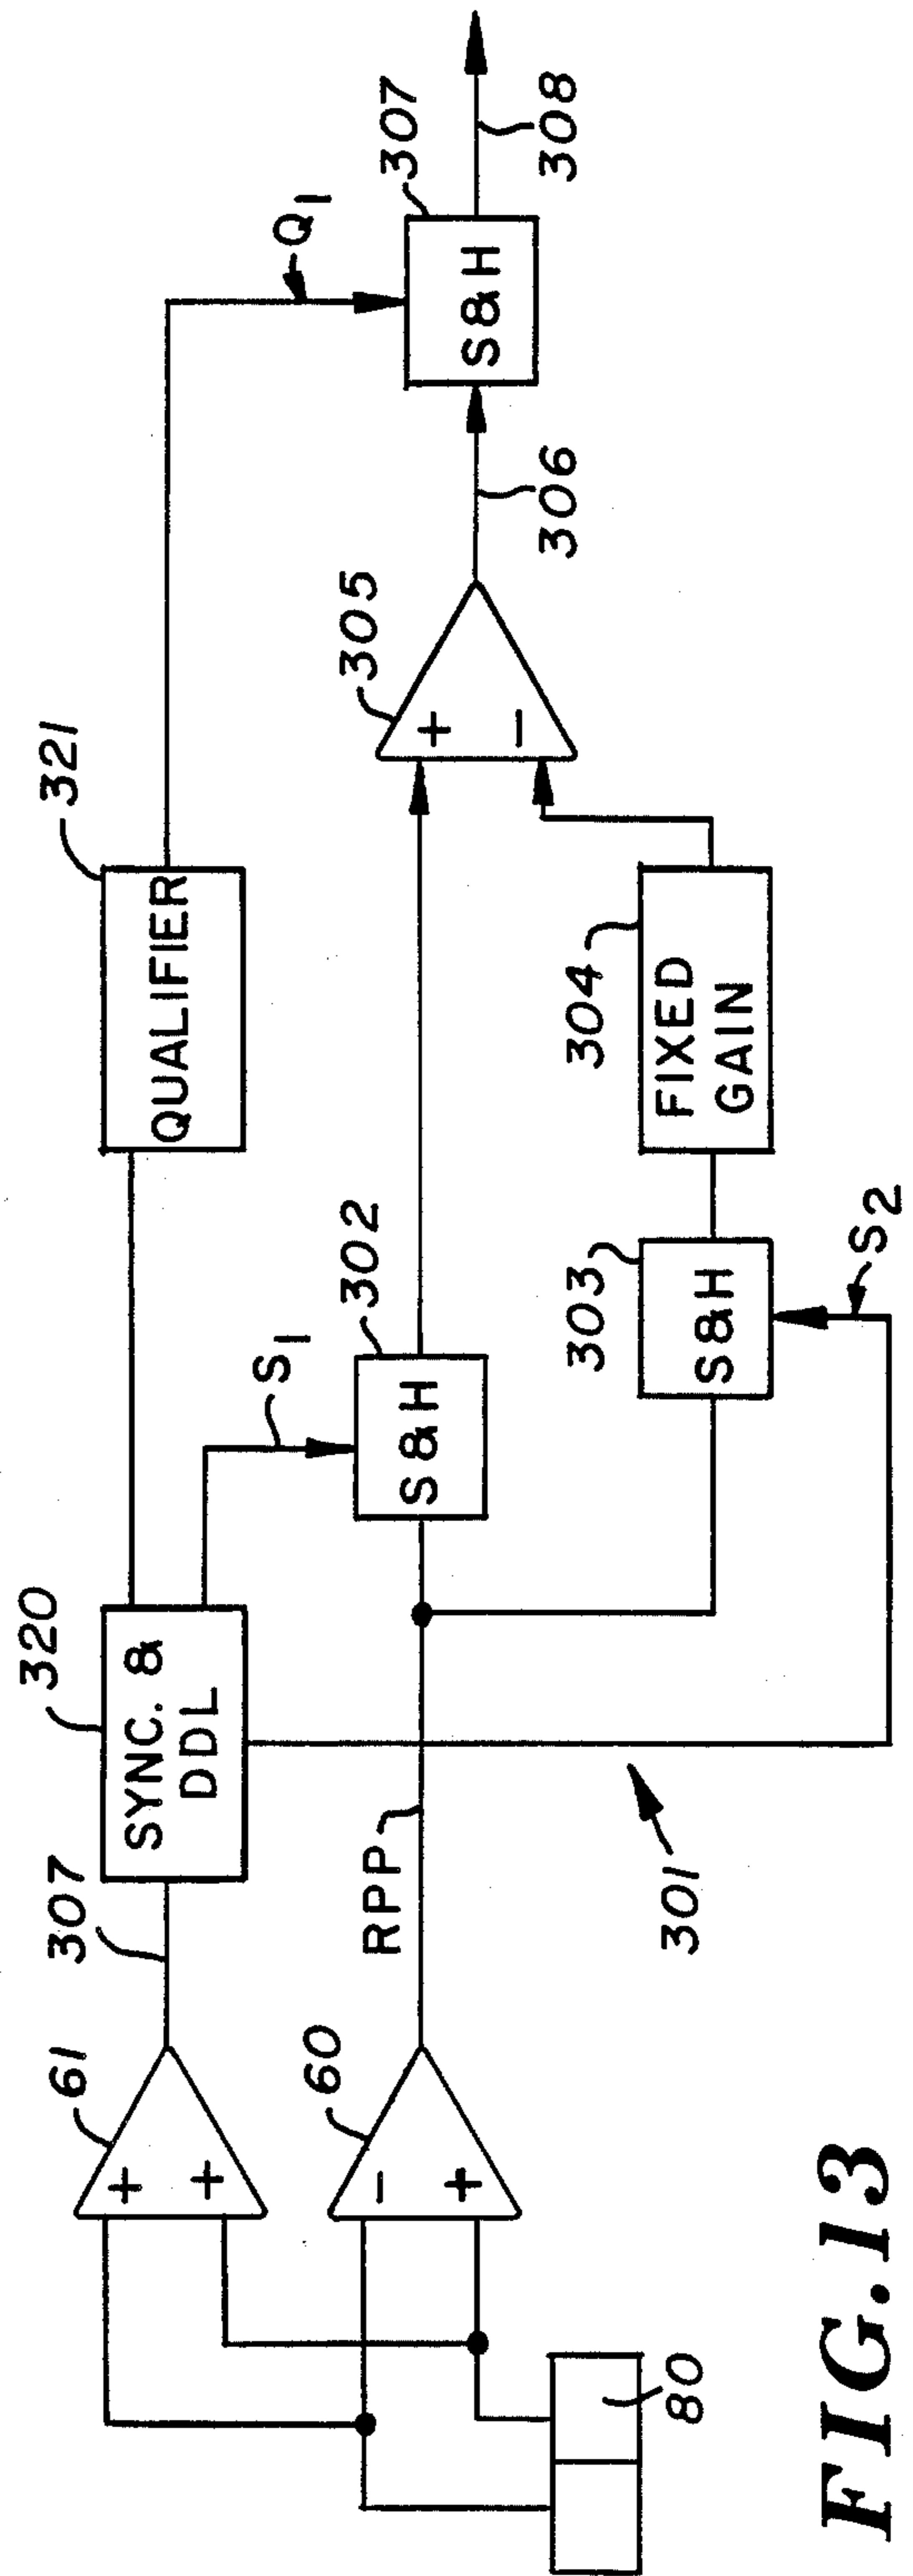 61
+
+
307
SYNC. &
DDL
320
QUALIFIER
321
Q1
60
-
+
RPP
S1
S & H
302
305
+
-
306
S & H
307
308
S & H
303
FIXED
GAIN
304
S2
301
80
FIG. 13